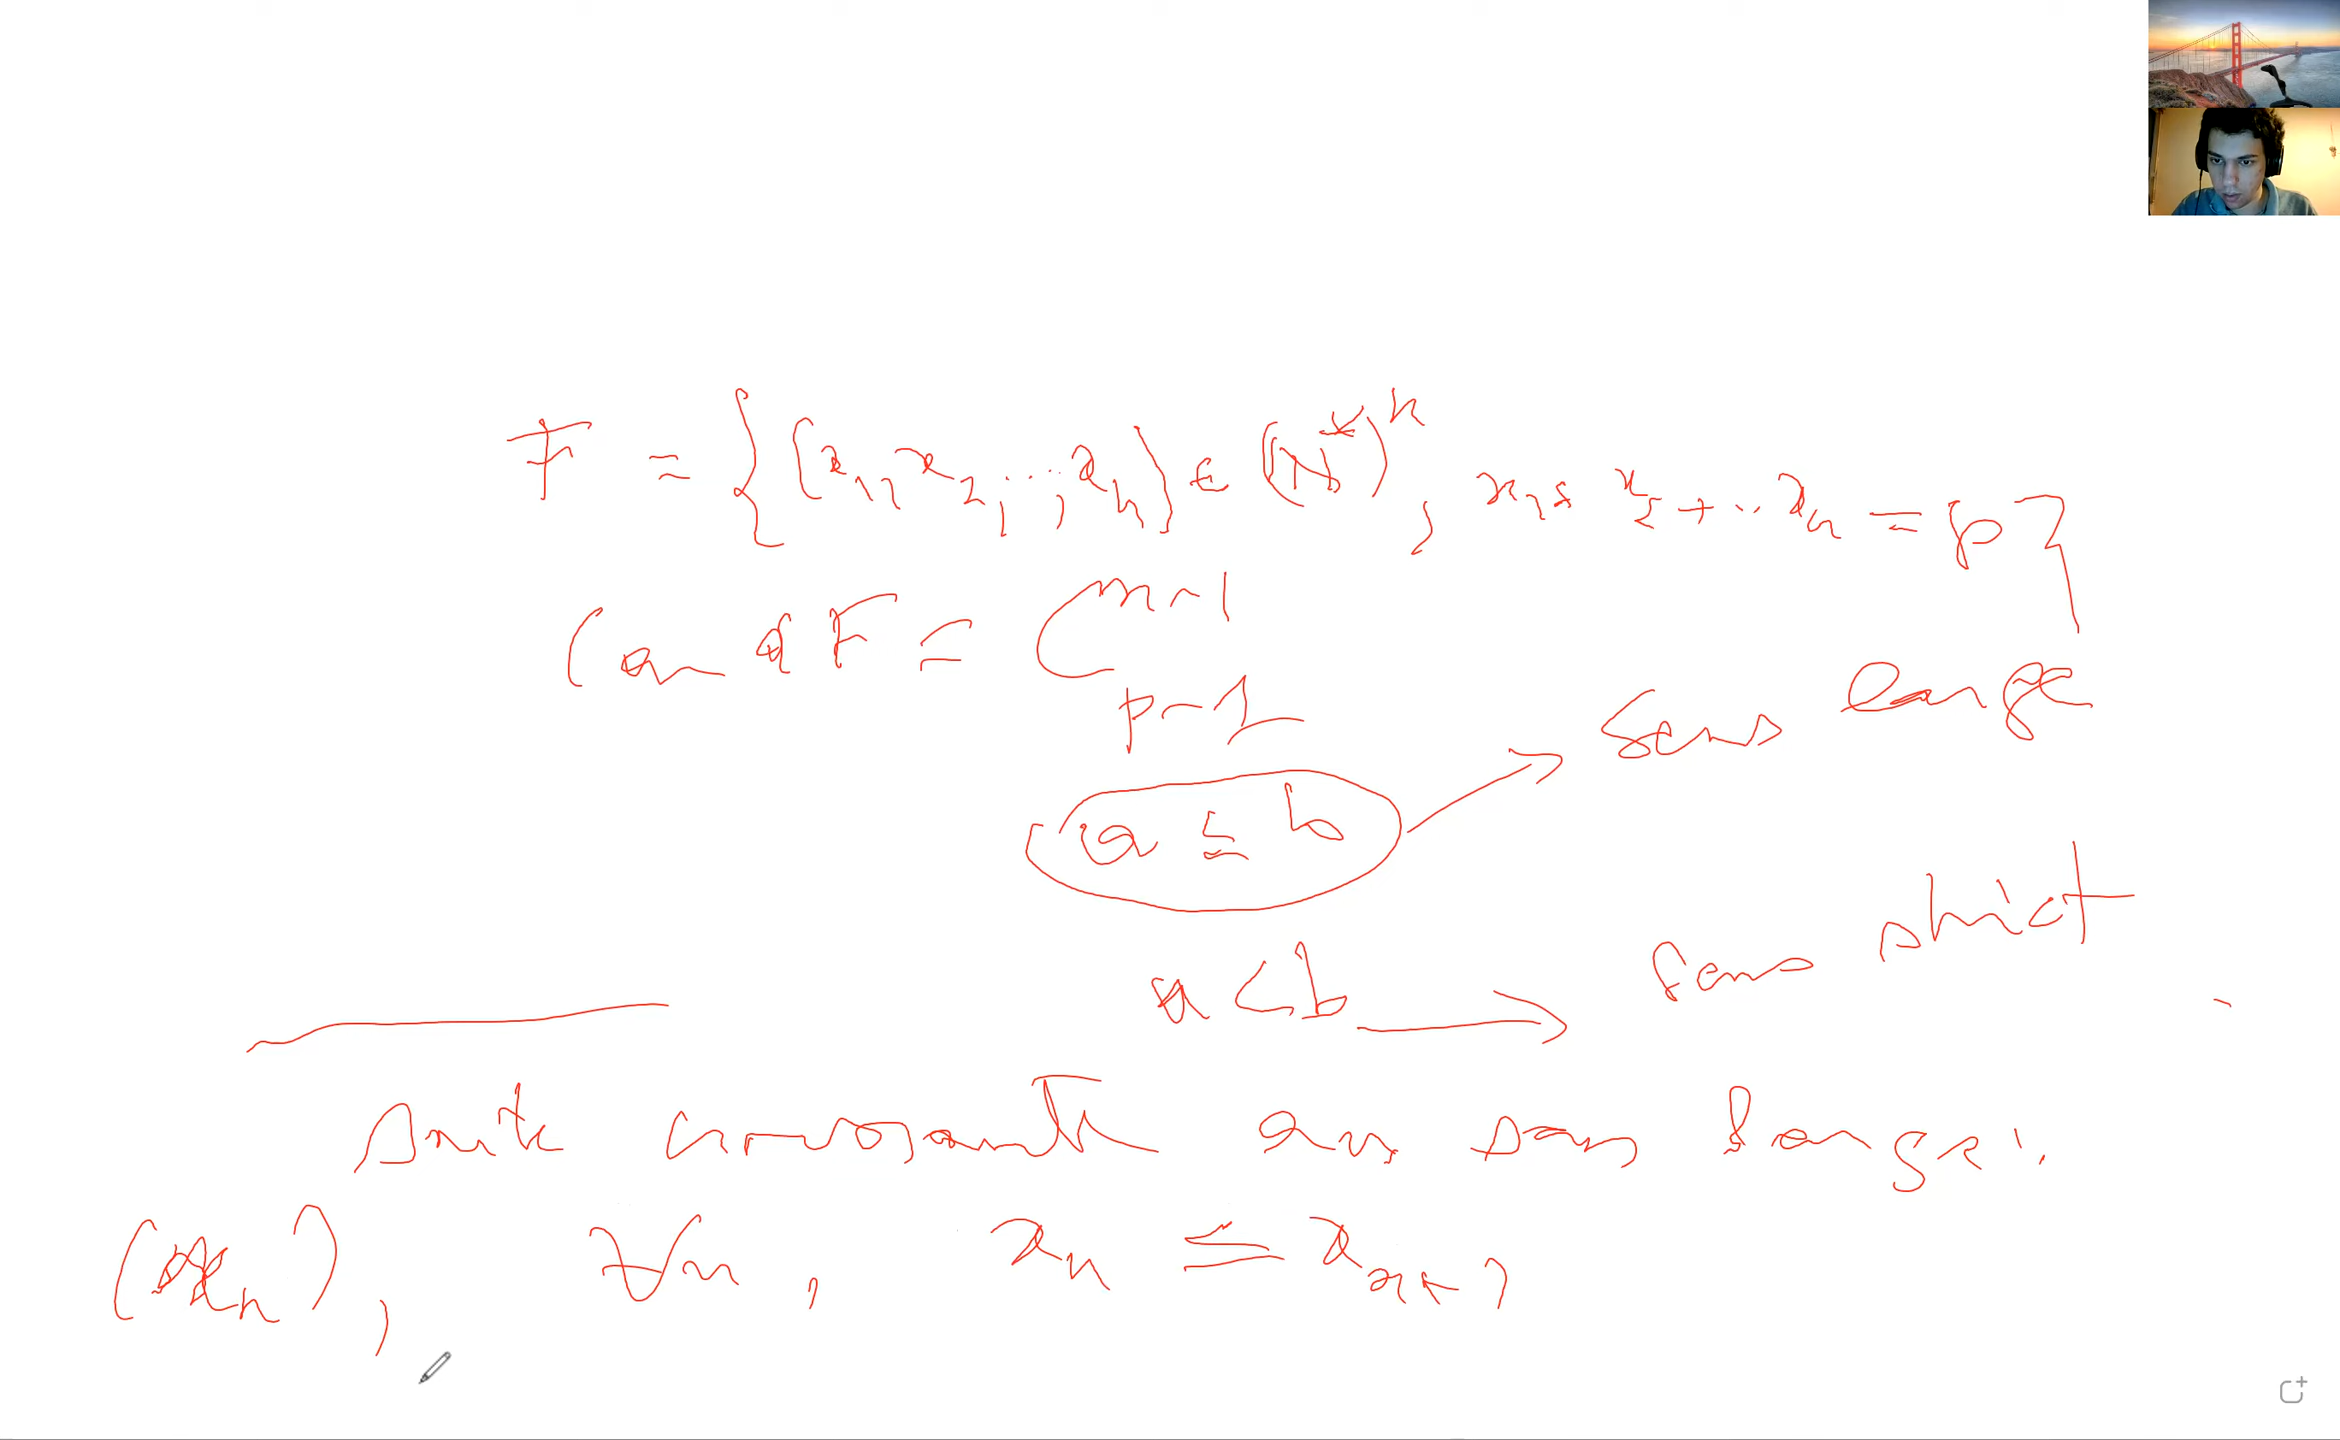 F = {(x₁, x₂, ..., xₙ) ∈ (ℕ*)ⁿ, x₁ + x₂ + .. xₙ = p}
Card F = C_{p-1}^{n-1}
a ≤ b → Sens large
a < b → Sens strict
Suite croissante au sens large :
(xₙ), ∀n, xₙ ≤ xₙ₊₁